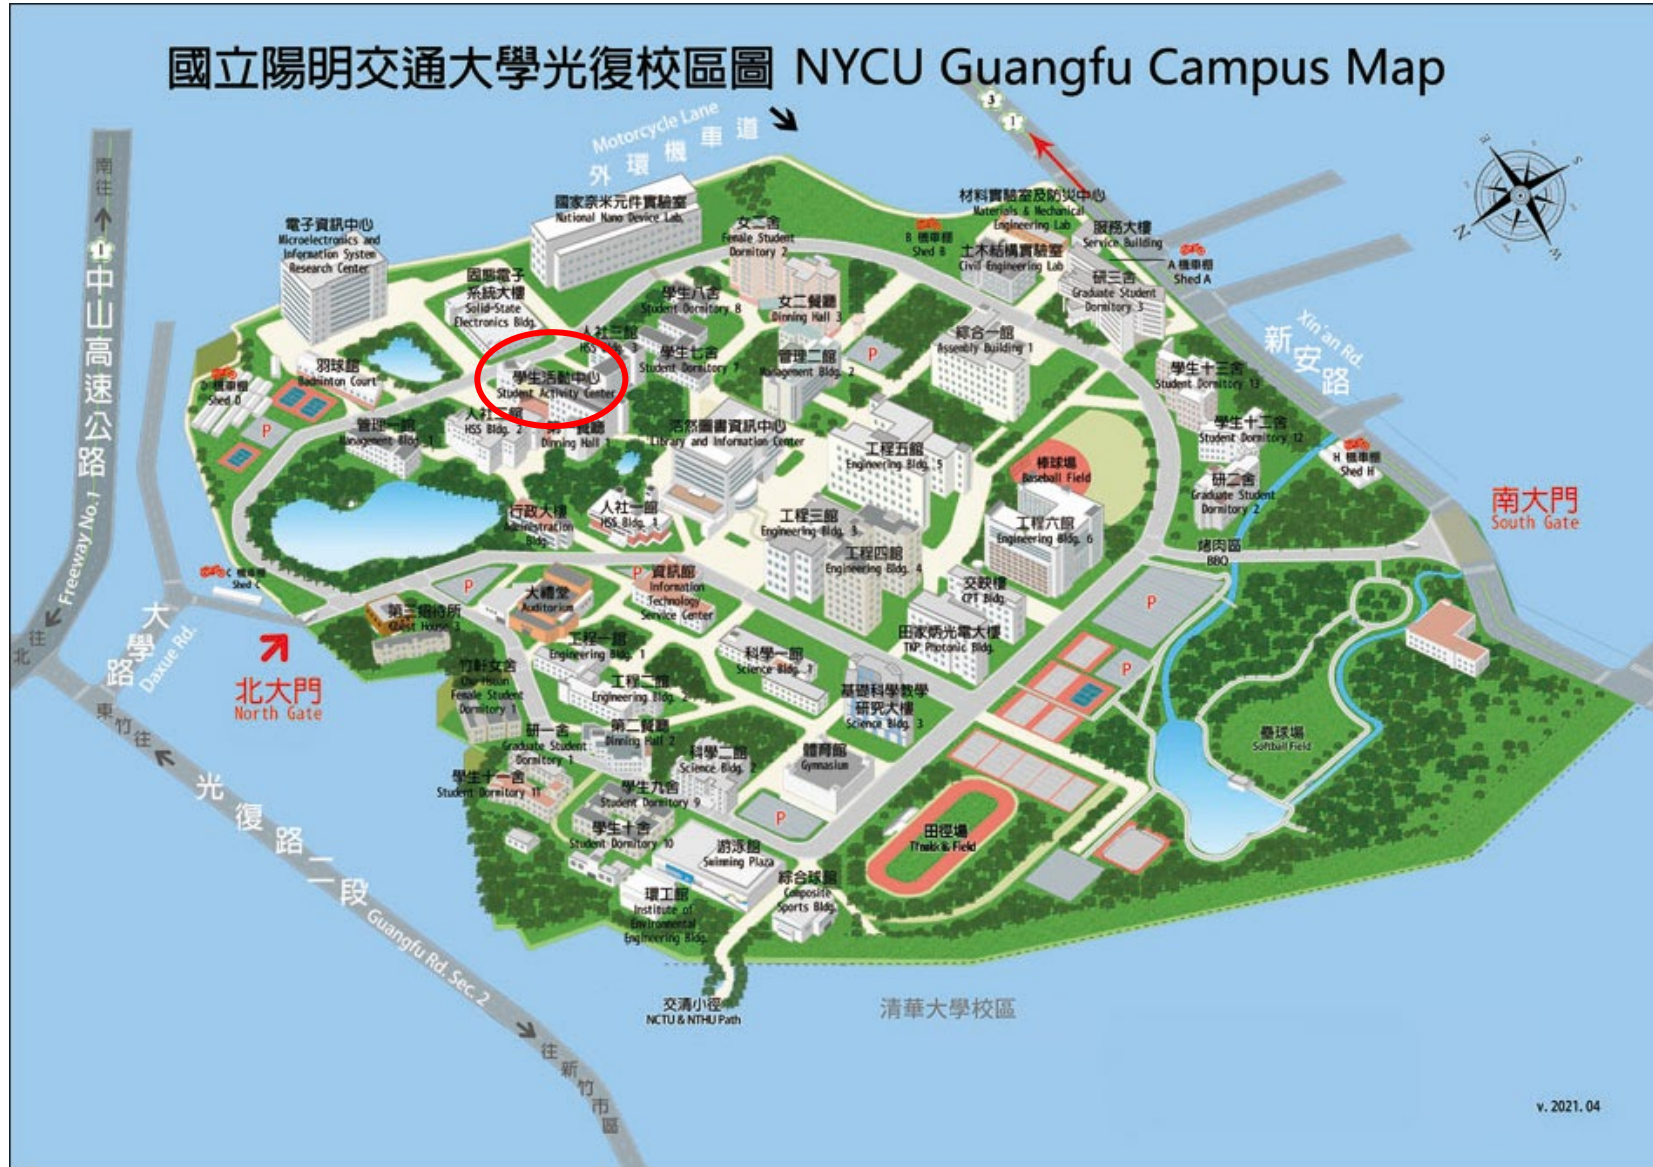 國立陽明交通大學光復校區圖 NYCU Guangfu Campus Map
Motorcycle Lane
外環機車道
3
1
南往
1
中山高速公路
Freeway No. 1
往北
電子資訊中心
Microelectronics and
Information System
Research Center
國家奈米元件實驗室
National Nano Device Lab.
固態電子
系統大樓
Solid-State
Electronics Bldg.
女二舍
Female Student
Dormitory 2
B 機車棚
Shed B
材料實驗室及防災中心
Materials & Mechanical
Engineering Lab
服務大樓
Service Building
土木結構實驗室
Civil Engineering Lab
A 機車棚
Shed A
研三舍
Graduate Student
Dormitory 3
學生八舍
Student Dormitory 8
女二餐廳
Dinning Hall 3
人社三館
HSS Bldg. 3
學生七舍
Student Dormitory 7
管理二館
Management Bldg. 2
P
綜合一館
Assembly Building 1
新安路
Xin'an Rd.
羽球館
Badminton Court
D 機車棚
Shed D
學生活動中心
Student Activity Center
學生十三舍
Student Dormitory 13
P
管理一館
Management Bldg. 1
人社二館
HSS Bldg. 2
第一餐廳
Dinning Hall 1
浩然圖書資訊中心
Library and Information Center
學生十二舍
Student Dormitory 12
工程五館
Engineering Bldg. 5
棒球場
Baseball Field
H 機車棚
Shed H
研二舍
Graduate Student
Dormitory 2
南大門
South Gate
行政大樓
Administration
Bldg.
人社一館
HSS Bldg. 1
工程三館
Engineering Bldg. 3
工程四館
Engineering Bldg. 4
工程六館
Engineering Bldg. 6
烤肉區
BBQ
C 機車棚
Shed C
P
大禮堂
Auditorium
P
資訊館
Information
Technology
Service Center
交映樓
CPT Bldg.
P
第三招待所
Guest House 3
大學路
Daxue Rd.
田家炳光電大樓
TKP Photonic Bldg.
工程一館
Engineering Bldg. 1
科學一館
Science Bldg. 1
P
北大門
North Gate
竹軒女舍
Chu Hsuan
Female Student
Dormitory 1
工程二館
Engineering Bldg. 2
基礎科學教學
研究大樓
Science Bldg. 3
東竹往
研一舍
Graduate Student
Dormitory 1
第二餐廳
Dinning Hall 2
科學二館
Science Bldg. 2
體育館
Gymnasium
壘球場
Softball Field
學生十一舍
Student Dormitory 11
學生九舍
Student Dormitory 9
P
學生十舍
Student Dormitory 10
田徑場
Track & Field
游泳館
Swimming Plaza
綜合球館
Composite
Sports Bldg.
環工館
Institute of
Environmental
Engineering Bldg.
光復路二段
Guangfu Rd. Sec. 2
交清小徑
NCTU & NTHU Path
清華大學校區
往新竹市區
v. 2021. 04
N
E
S
W